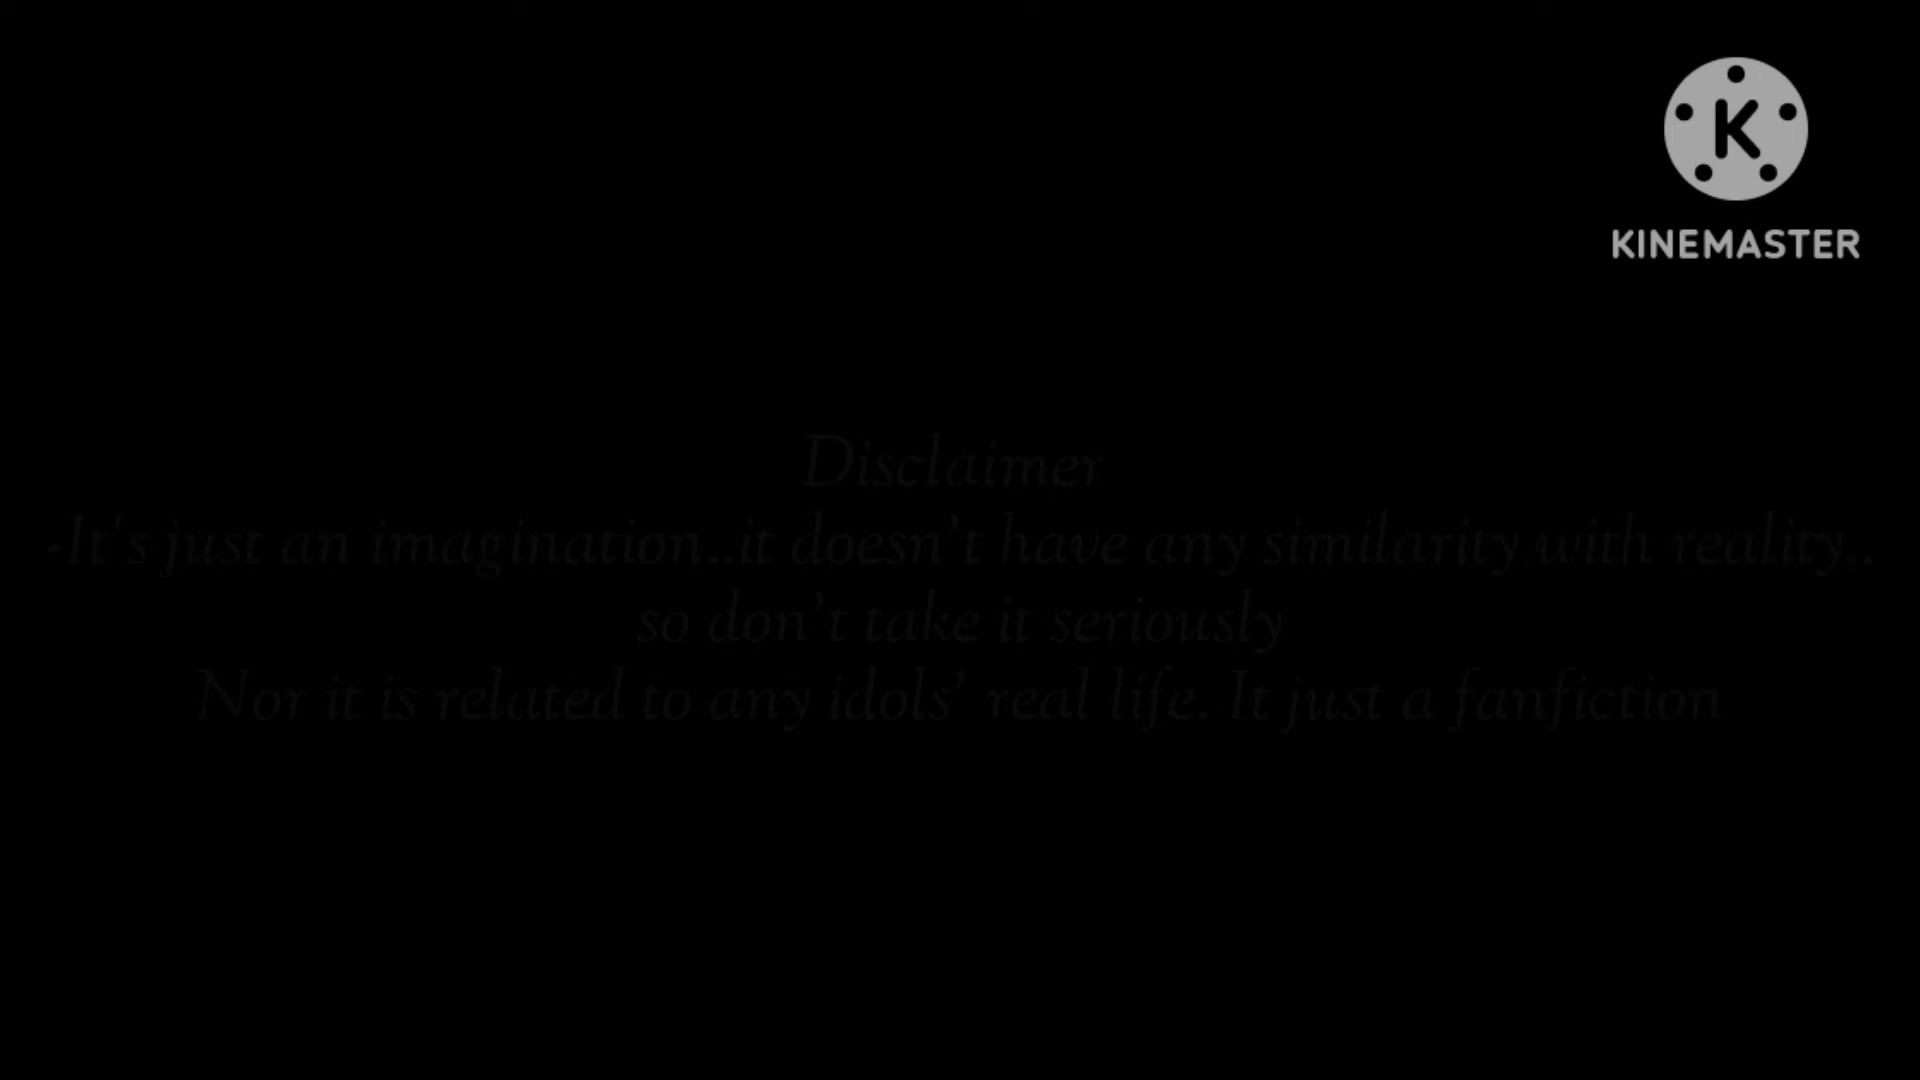 K
KINEMASTER
Disclaimer
-It's just an imagination..it doesn't have any similarity with reality..
so don't take it seriously
Nor it is related to any idols' real life. It just a fanfiction